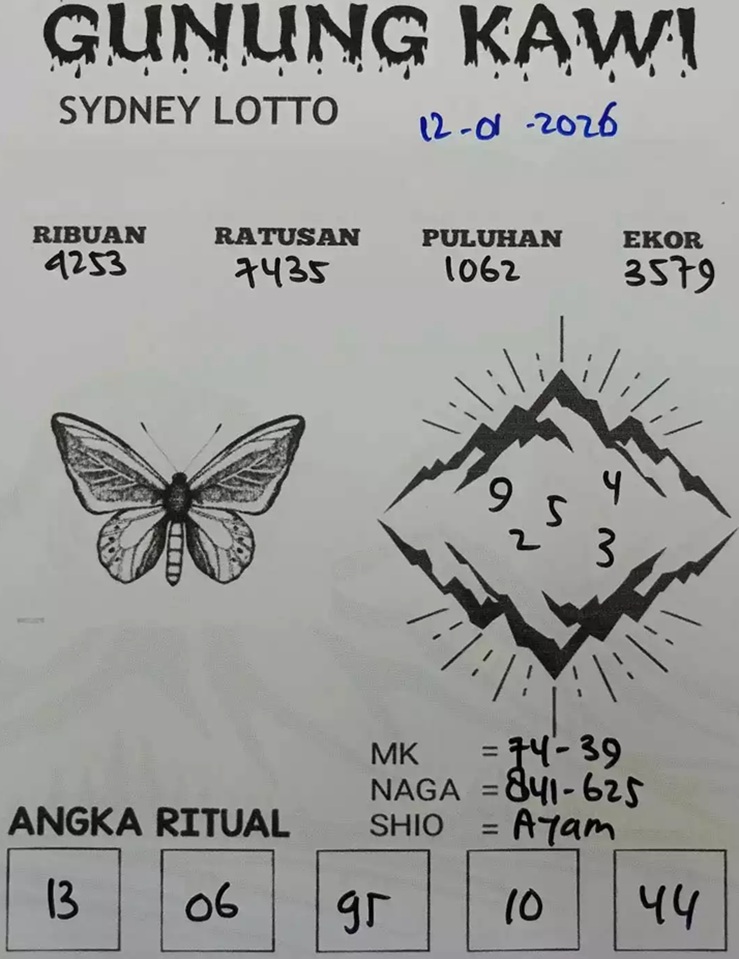 GUNUNG KAWI
SYDNEY LOTTO
12-01-2026
RIBUAN RATUSAN PULUHAN EKOR
9253 7435 1062 3579
9 5 4
2 3
MK = 74-39
NAGA = 841-625
SHIO = Ayam
ANGKA RITUAL
13 06 95 10 44